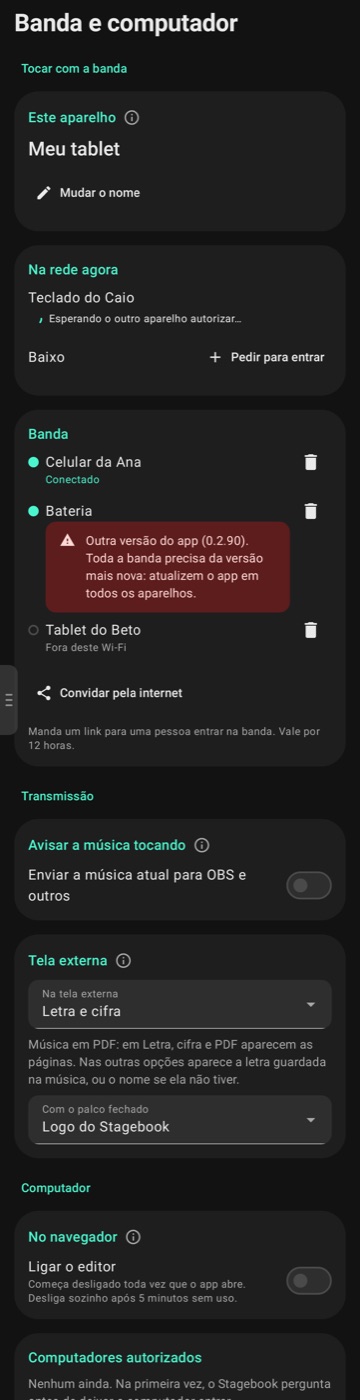 Banda e computador
Tocar com a banda
Este aparelho
Meu tablet
Mudar o nome
Na rede agora
Teclado do Caio
Esperando o outro aparelho autorizar…
Baixo
Pedir para entrar
Banda
Celular da Ana
Conectado
Bateria
Outra versão do app (0.2.90).
Toda a banda precisa da versão
mais nova: atualizem o app em
todos os aparelhos.
Tablet do Beto
Fora deste Wi-Fi
Convidar pela internet
Manda um link para uma pessoa entrar na banda. Vale por
12 horas.
Transmissão
Avisar a música tocando
Enviar a música atual para OBS e
outros
Tela externa
Na tela externa
Letra e cifra
Música em PDF: em Letra, cifra e PDF aparecem as
páginas. Nas outras opções aparece a letra guardada
na música, ou o nome se ela não tiver.
Com o palco fechado
Logo do Stagebook
Computador
No navegador
Ligar o editor
Começa desligado toda vez que o app abre.
Desliga sozinho após 5 minutos sem uso.
Computadores autorizados
Nenhum ainda. Na primeira vez, o Stagebook pergunta
antes de deixar o computador entrar.